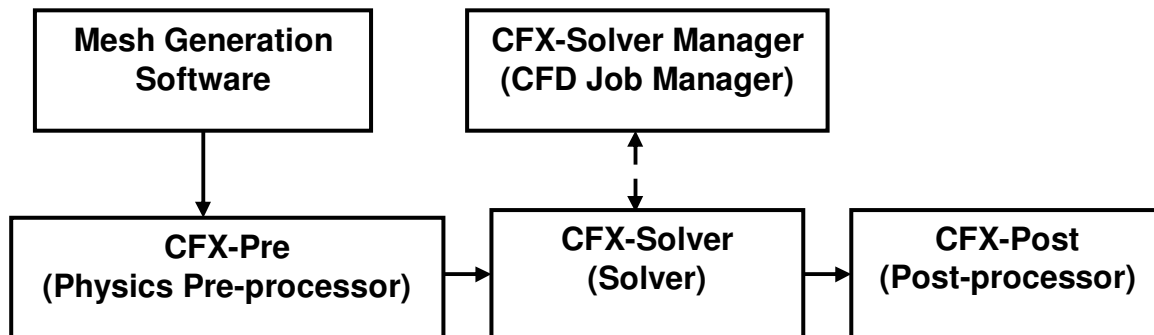 Mesh Generation
Software
CFX-Solver Manager
(CFD Job Manager)
CFX-Pre
(Physics Pre-processor)
CFX-Solver
(Solver)
CFX-Post
(Post-processor)